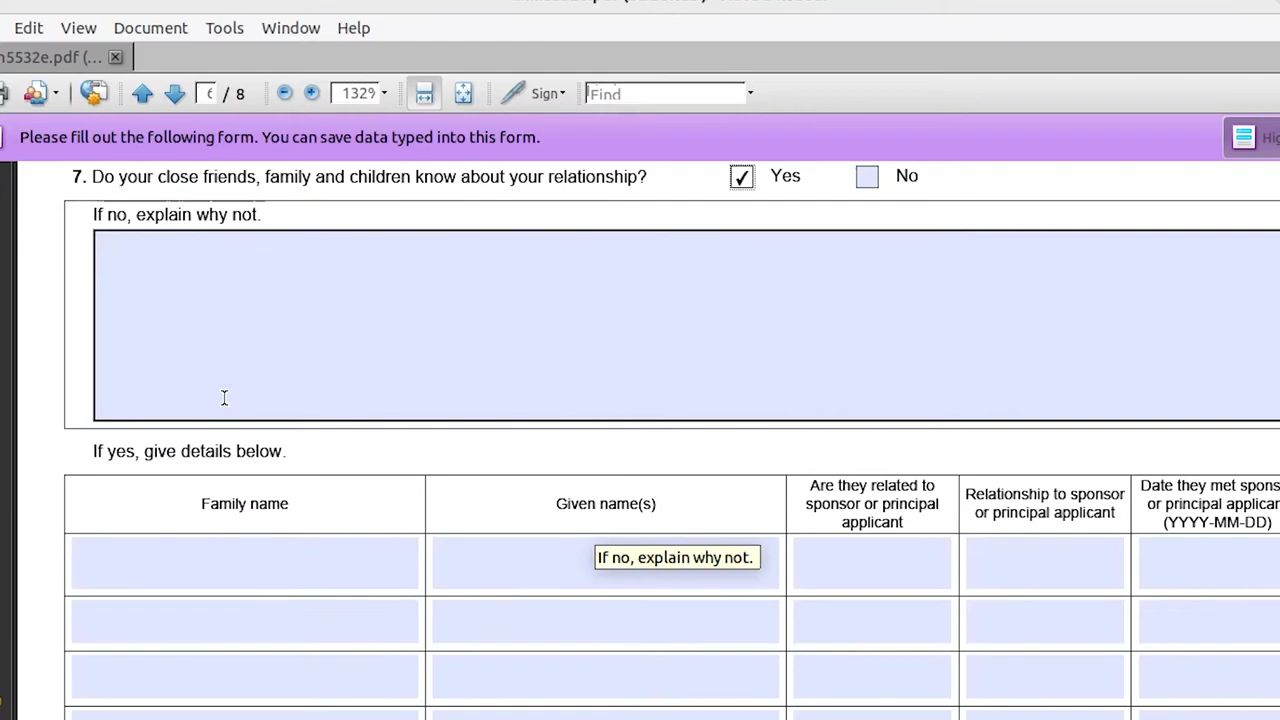 Edit View Document Tools Window Help
n5532e.pdf (...
6 / 8 132% Sign Find
Please fill out the following form. You can save data typed into this form.
7. Do your close friends, family and children know about your relationship? Yes No
If no, explain why not.
If yes, give details below.
Family name
Given name(s)
Are they related to
sponsor or principal
applicant
Relationship to sponsor
or principal applicant
Date they met spons
or principal applican
(YYYY-MM-DD)
If no, explain why not.